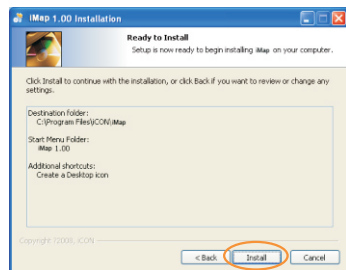 iMap 1.00 Installation
Ready to Install
Setup is now ready to begin installing iMap on your computer.
Click Install to continue with the installation, or click Back if you want to review or change any
settings.
Destination folder:
C:\Program Files\iCON\iMap
Start Menu Folder:
iMap 1.00
Additional shortcuts:
Create a Desktop icon
Copyright ©2008, iCON
< Back
Install
Cancel